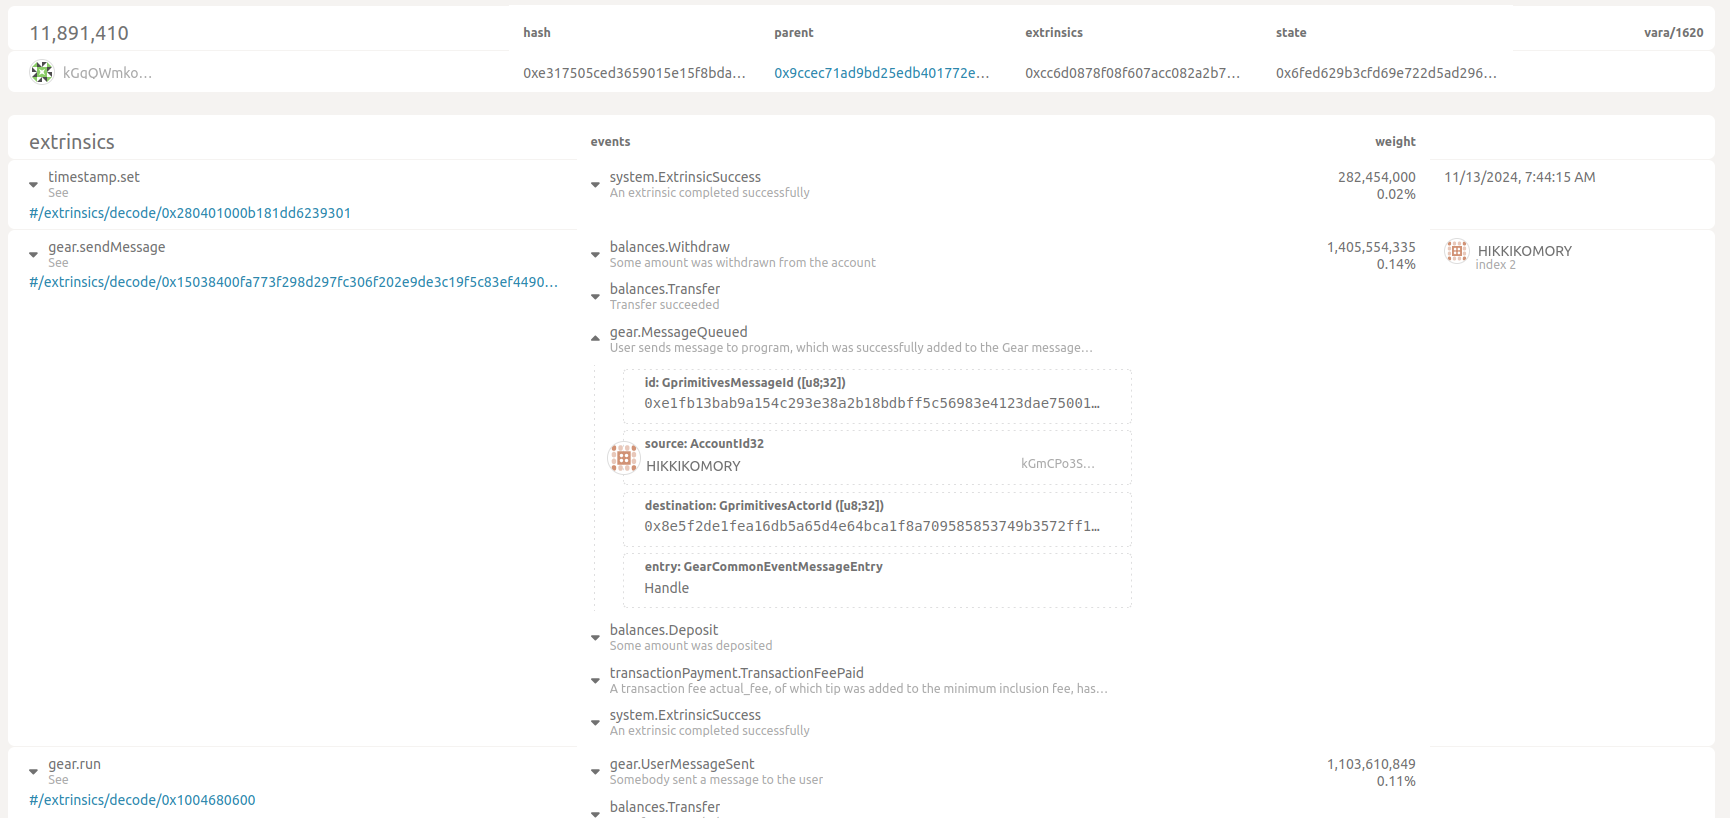 11,891,410 hash parent extrinsics state vara/1620
kGqOWmko... 0xe317505ced3659015e15f8bda... 0x9ccec71ad9bd25edb401772e... 0xcc6d0878f08f607acc082a2b7... 0x6fed629b3cfd69e722d5ad296...
extrinsics events weight
timestamp.set system.ExtrinsicSuccess 282,454,000 11/13/2024, 7:44:15 AM
See An extrinsic completed successfully 0.02%
#/extrinsics/decode/0x280401000b181dd6239301
gear.sendMessage balances.Withdraw 1,405,554,335 HIKKIKOMORY
See Some amount was withdrawn from the account 0.14% index 2
#/extrinsics/decode/0x15038400fa773f298d297fc306f202e9de3c19f5c83ef4490... balances.Transfer
Transfer succeeded
gear.MessageQueued
User sends message to program, which was successfully added to the Gear message...
id: GprimitivesMessageId ([u8;32])
0xe1fb13bab9a154c293e38a2b18bdbff5c56983e4123dae75001...
source: AccountId32
HIKKIKOMORY kGmCPo3S...
destination: GprimitivesActorId ([u8;32])
0x8e5f2de1fea16db5a65d4e64bca1f8a709585853749b3572ff1...
entry: GearCommonEventMessageEntry
Handle
balances.Deposit
Some amount was deposited
transactionPayment.TransactionFeePaid
A transaction fee actual_fee, of which tip was added to the minimum inclusion fee, has...
system.ExtrinsicSuccess
An extrinsic completed successfully
gear.run gear.UserMessageSent 1,103,610,849
See Somebody sent a message to the user 0.11%
#/extrinsics/decode/0x1004680600 balances.Transfer